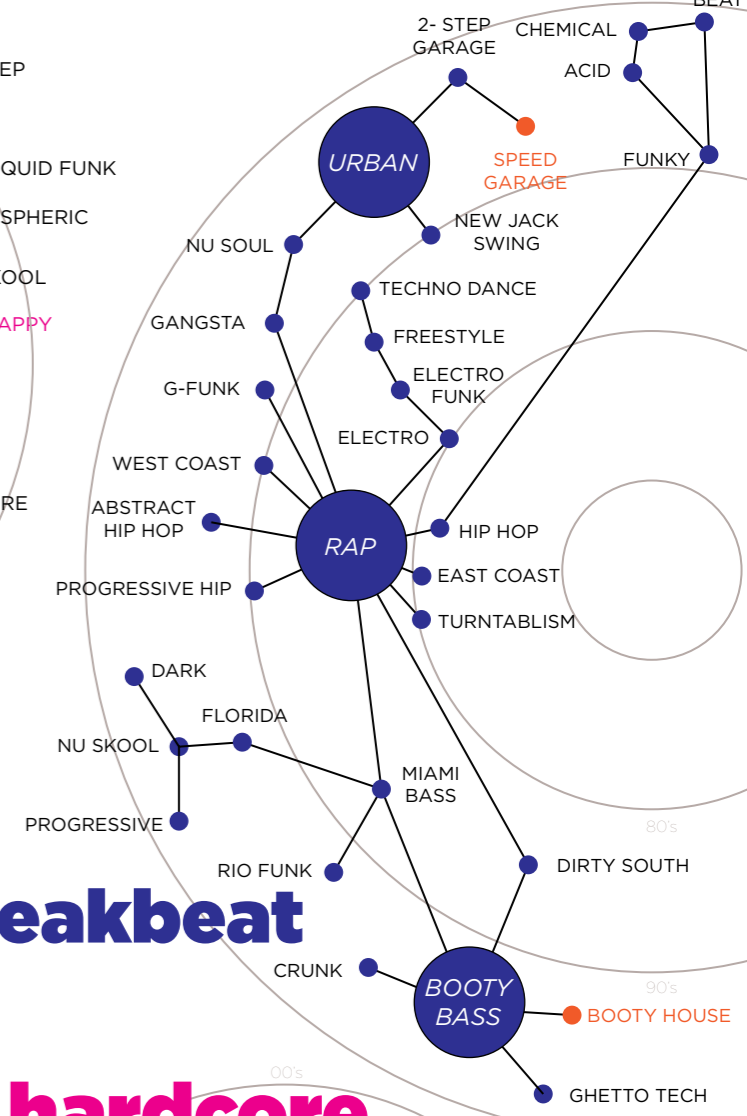 BEAT
2- STEP
GARAGE
CHEMICAL
EP
ACID
URBAN
SPEED
GARAGE
FUNKY
QUID FUNK
SPHERIC
NEW JACK
SWING
NU SOUL
OOL
TECHNO DANCE
APPY
GANGSTA
FREESTYLE
G-FUNK
ELECTRO
FUNK
ELECTRO
WEST COAST
RE
ABSTRACT
HIP HOP
RAP
HIP HOP
EAST COAST
PROGRESSIVE HIP
TURNTABLISM
DARK
FLORIDA
NU SKOOL
MIAMI
BASS
PROGRESSIVE
80's
RIO FUNK
DIRTY SOUTH
eakbeat
CRUNK
BOOTY
BASS
90's
BOOTY HOUSE
00's
GHETTO TECH
hardcore